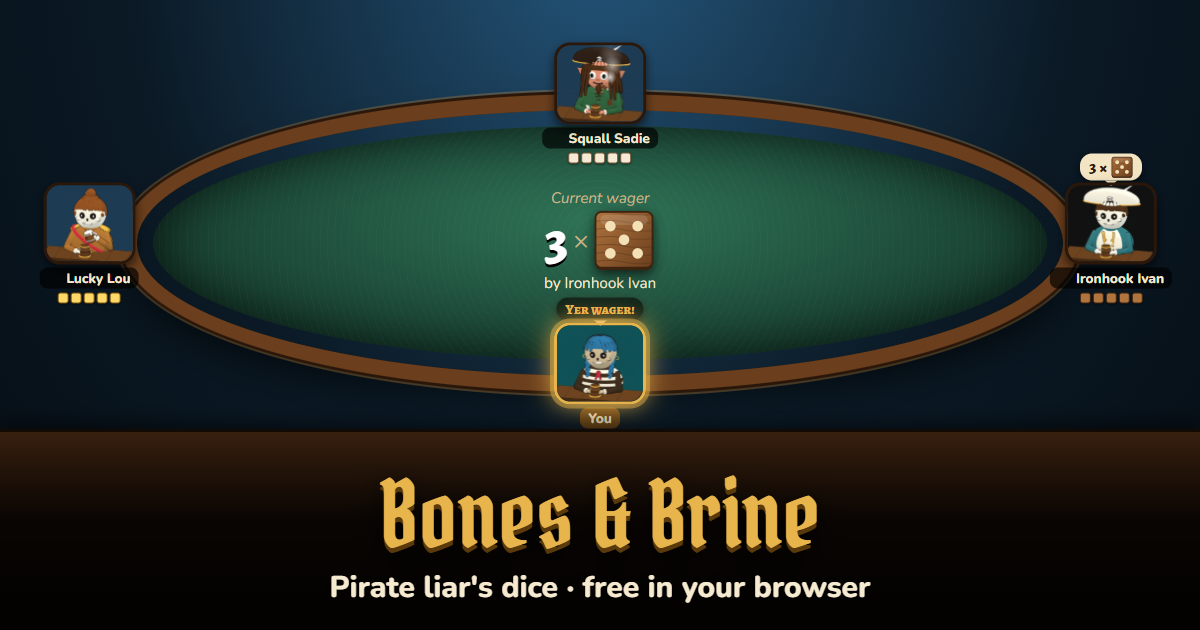 Squall Sadie
3 ×
Current wager
3 ×
by Ironhook Ivan
Lucky Lou
Ironhook Ivan
Yer wager!
You
Bones & Brine
Pirate liar's dice · free in your browser